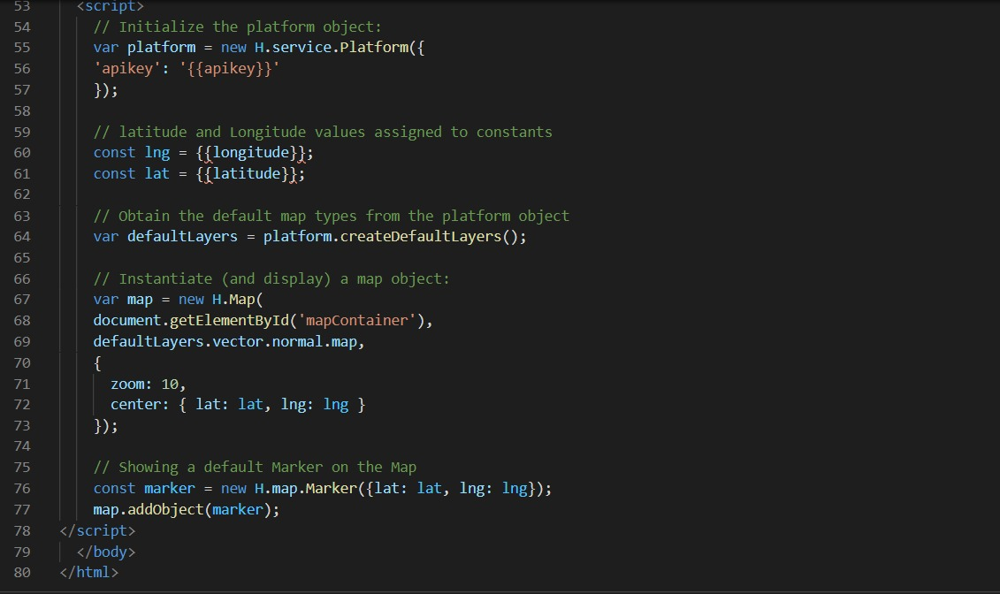 53 <script>
54 // Initialize the platform object:
55 var platform = new H.service.Platform({
56 'apikey': '{{apikey}}'
57 });
58
59 // latitude and Longitude values assigned to constants
60 const lng = {{longitude}};
61 const lat = {{latitude}};
62
63 // Obtain the default map types from the platform object
64 var defaultLayers = platform.createDefaultLayers();
65
66 // Instantiate (and display) a map object:
67 var map = new H.Map(
68 document.getElementById('mapContainer'),
69 defaultLayers.vector.normal.map,
70 {
71 zoom: 10,
72 center: { lat: lat, lng: lng }
73 });
74
75 // Showing a default Marker on the Map
76 const marker = new H.map.Marker({lat: lat, lng: lng});
77 map.addObject(marker);
78 </script>
79 </body>
80 </html>